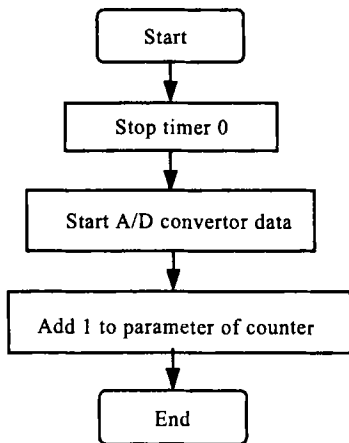 Start
Stop timer 0
Start A/D convertor data
Add 1 to parameter of counter
End